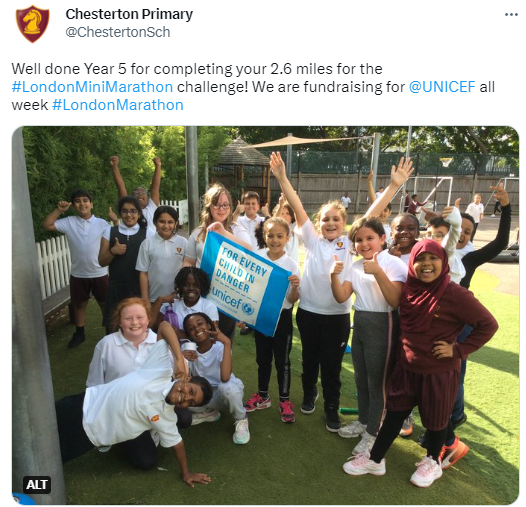 Chesterton Primary
@ChestertonSch
Well done Year 5 for completing your 2.6 miles for the
#LondonMiniMarathon challenge! We are fundraising for @UNICEF all
week #LondonMarathon
FOR EVERY
CHILD IN
DANGER
unicef
ALT